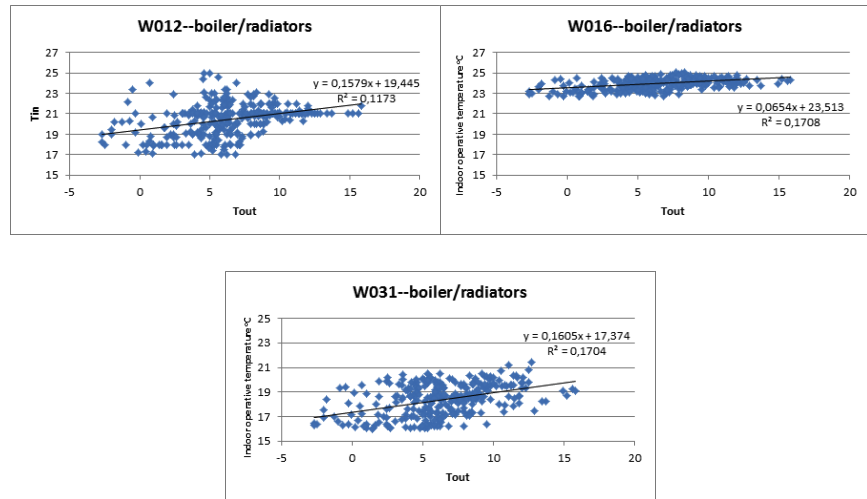 W012--boiler/radiators
27
25
23
21
19
17
15
Tin
y = 0,1579x + 19,445
R² = 0,1173
-5
0
5
10
15
20
Tout
W016--boiler/radiators
27
25
23
21
19
17
15
Indoor operative temperature °C
y = 0,0654x + 23,513
R² = 0,1708
-5
0
5
10
15
20
Tout
W031--boiler/radiators
25
23
21
19
17
15
Indoor operative temperature °C
y = 0,1605x + 17,374
R² = 0,1704
-5
0
5
10
15
20
Tout